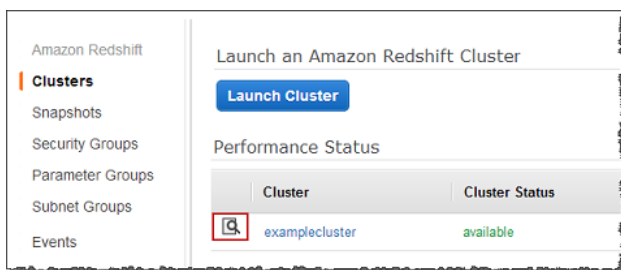 Amazon Redshift
Clusters
Snapshots
Security Groups
Parameter Groups
Subnet Groups
Events
Launch an Amazon Redshift Cluster
Launch Cluster
Performance Status
Cluster Cluster Status
examplecluster available